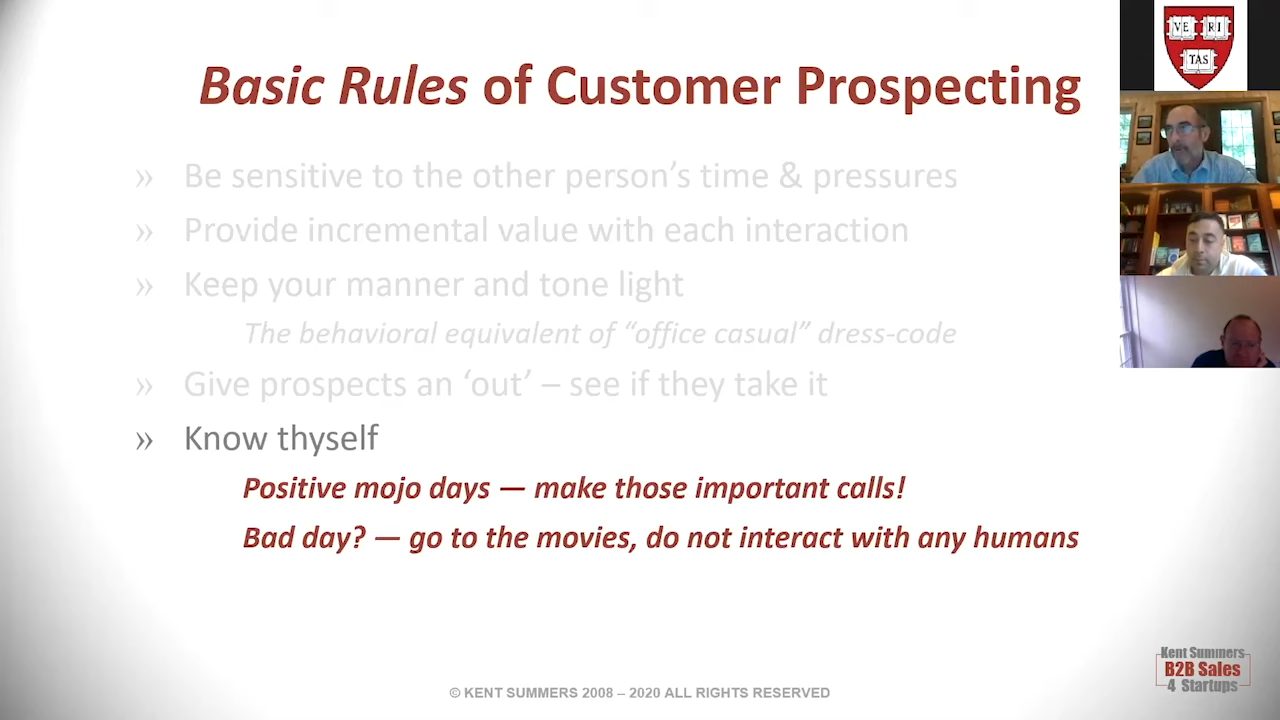 Basic Rules of Customer Prospecting
» Be sensitive to the other person’s time & pressures
» Provide incremental value with each interaction
» Keep your manner and tone light
The behavioral equivalent of “office casual” dress-code
» Give prospects an ‘out’ – see if they take it
» Know thyself
Positive mojo days — make those important calls!
Bad day? — go to the movies, do not interact with any humans
VE RI
TAS
Kent Summers
B2B Sales
4 Startups
© KENT SUMMERS 2008 – 2020 ALL RIGHTS RESERVED